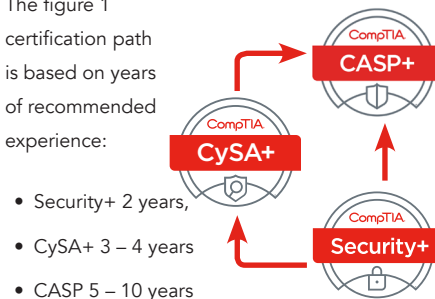 The figure 1
certification path
is based on years
of recommended
experience:
• Security+ 2 years,
• CySA+ 3 – 4 years
• CASP 5 – 10 years
CompTIA.
CASP+
CompTIA.
CySA+
CompTIA.
Security+